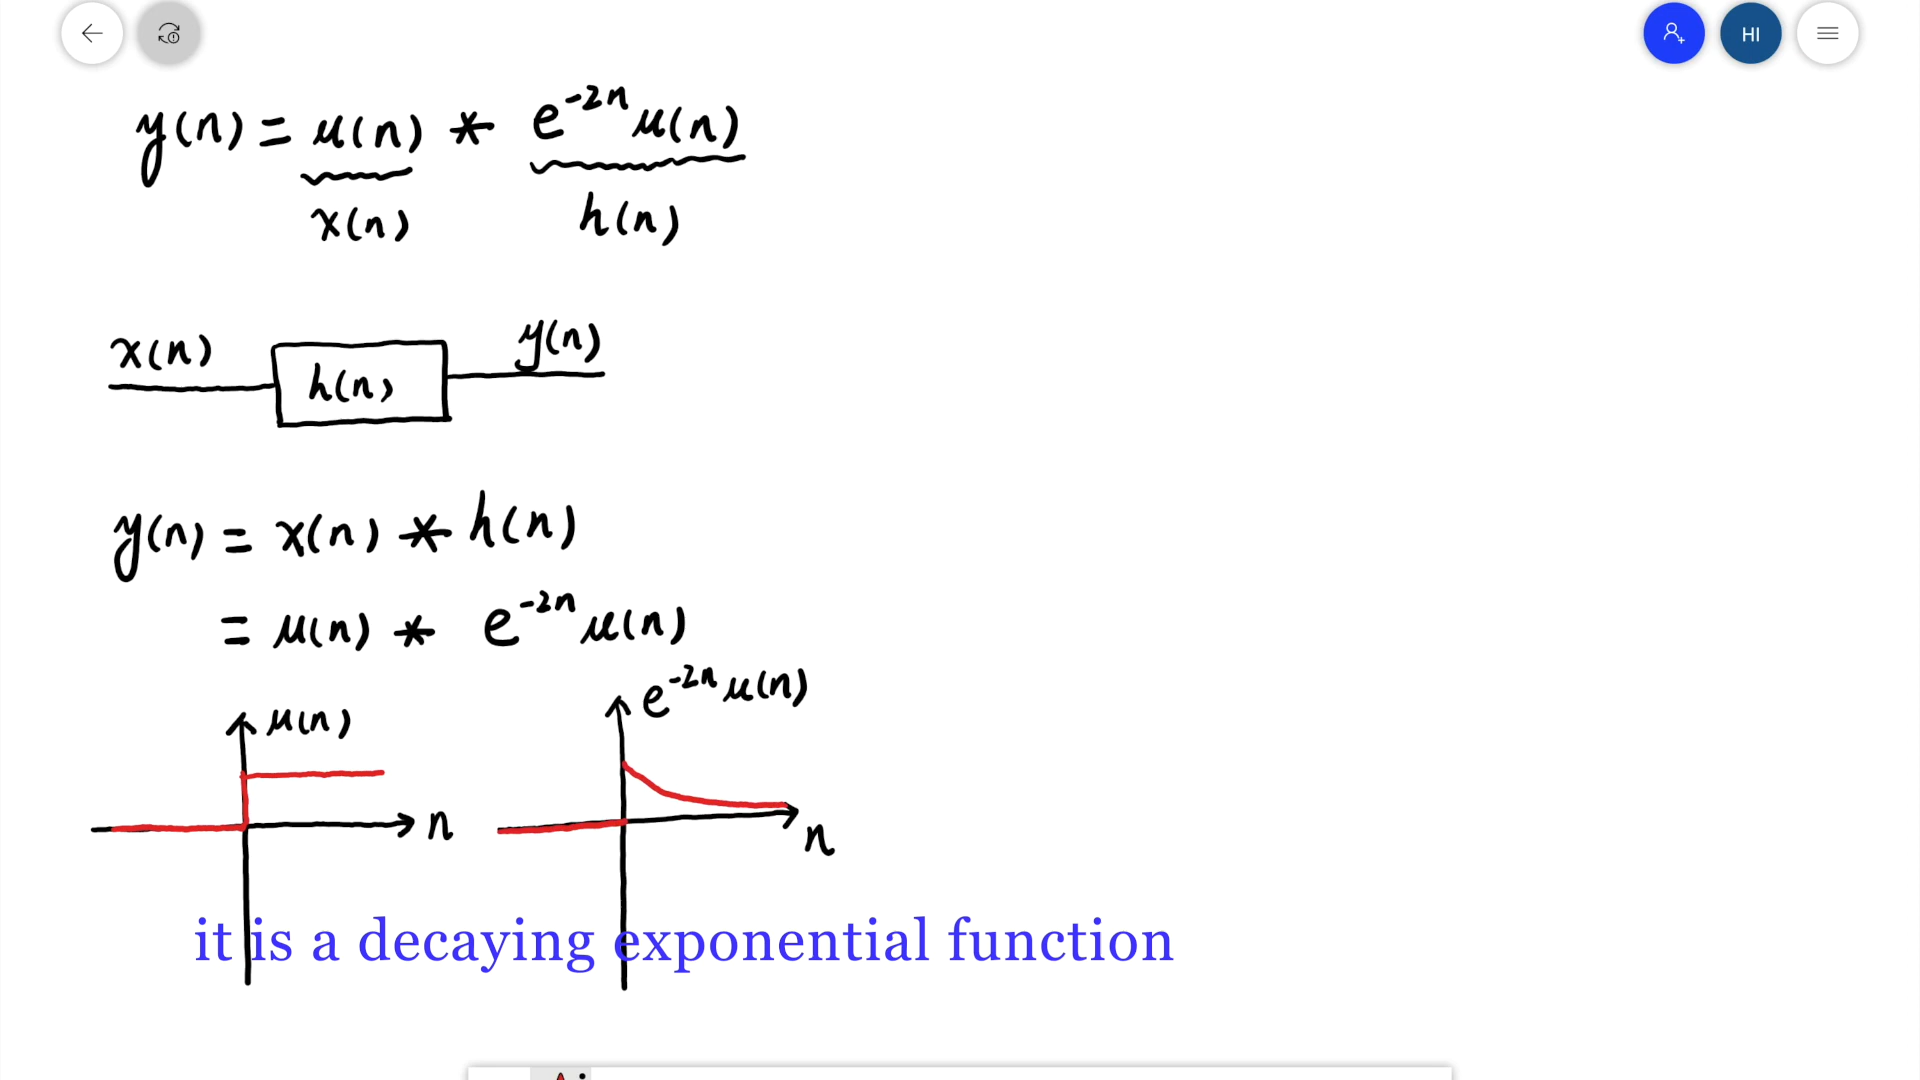 HI
y(n) = u(n) * e^{-2n} u(n)
x(n) h(n)
x(n) h(n) y(n)
y(n) = x(n) * h(n)
= u(n) * e^{-2n} u(n)
u(n) e^{-2n} u(n)
n n
it is a decaying exponential function